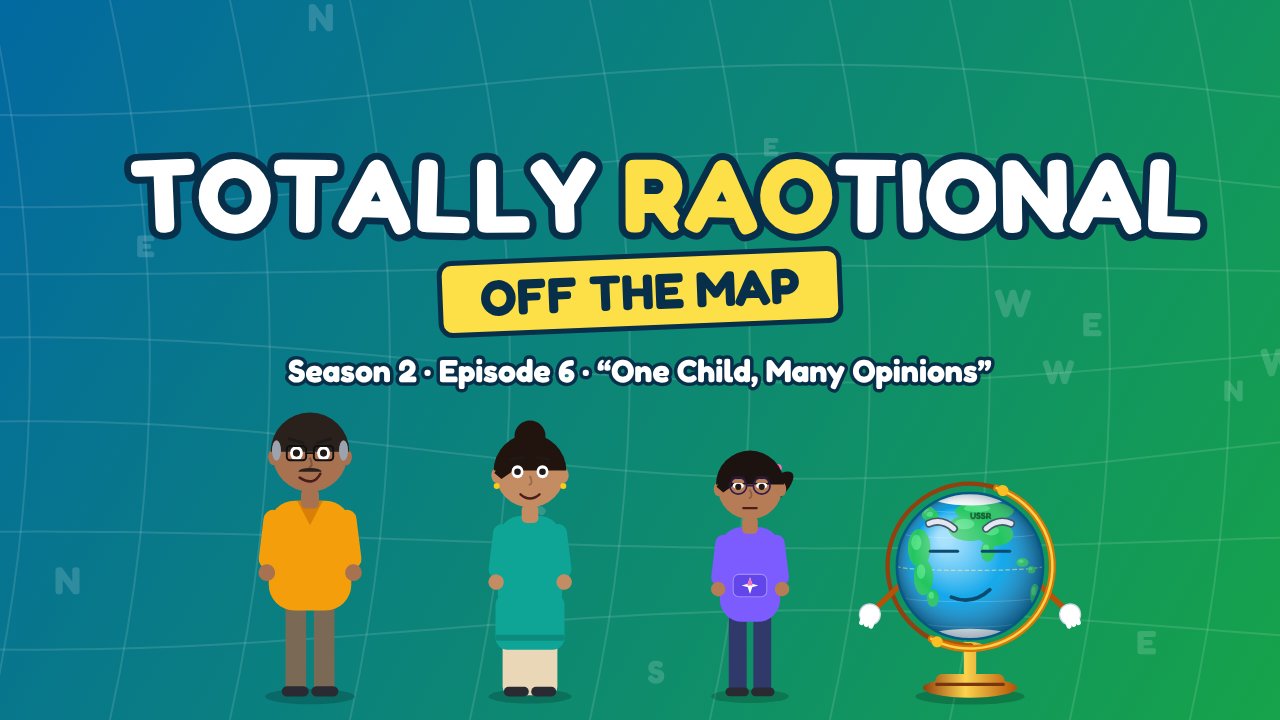 N
E
TOTALLY RAOTIONAL
E
OFF THE MAP
W
E
Season 2 · Episode 6 · “One Child, Many Opinions”
W
N
USSR
N
E
S